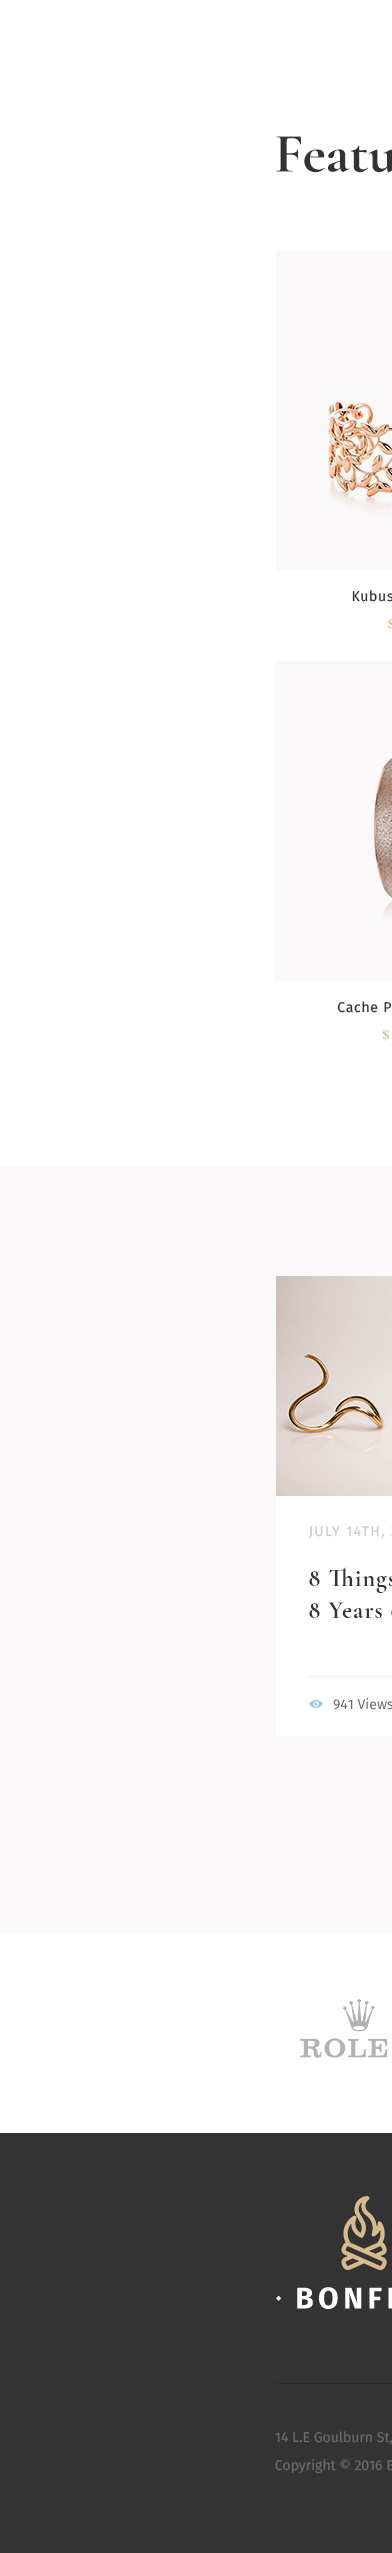 Featu
Kubus
$
Cache P
$
JULY 14TH,
8 Things
8 Years
941 Views
ROLE
· BONF
14 L.E Goulburn St,
Copyright © 2016